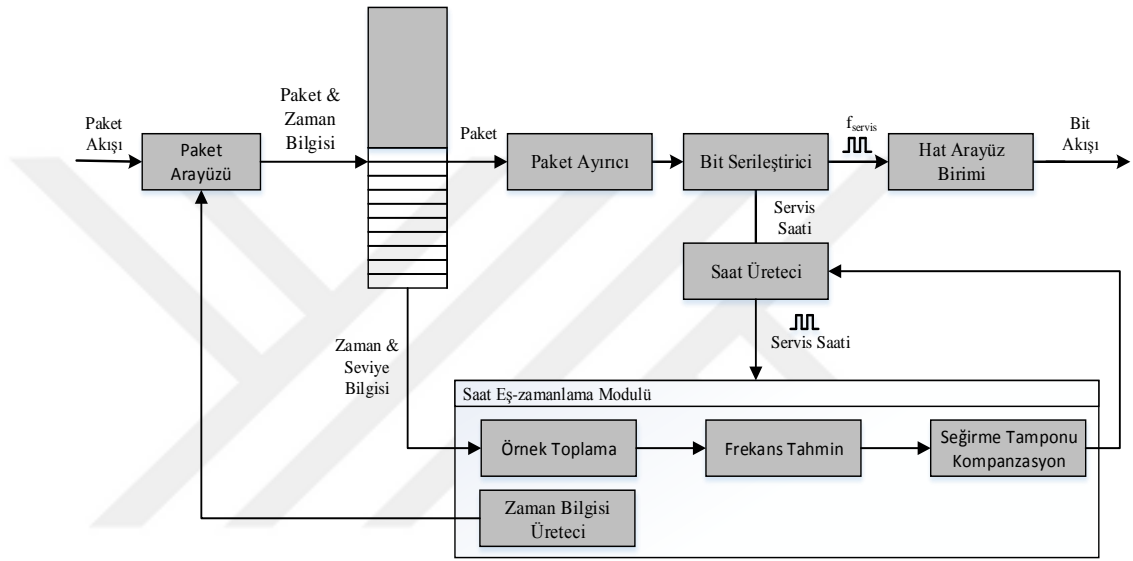 Paket
Akışı
Paket
Arayüzü
Paket &
Zaman
Bilgisi
Paket
Paket Ayırıcı
Bit Serileştirici
fservis
Hat Arayüz
Birimi
Bit
Akışı
Servis
Saati
Saat Üreteci
Servis Saati
Zaman &
Seviye
Bilgisi
Saat Eş-zamanlama Modulü
Örnek Toplama
Frekans Tahmin
Seğirme Tamponu
Kompanzasyon
Zaman Bilgisi
Üreteci